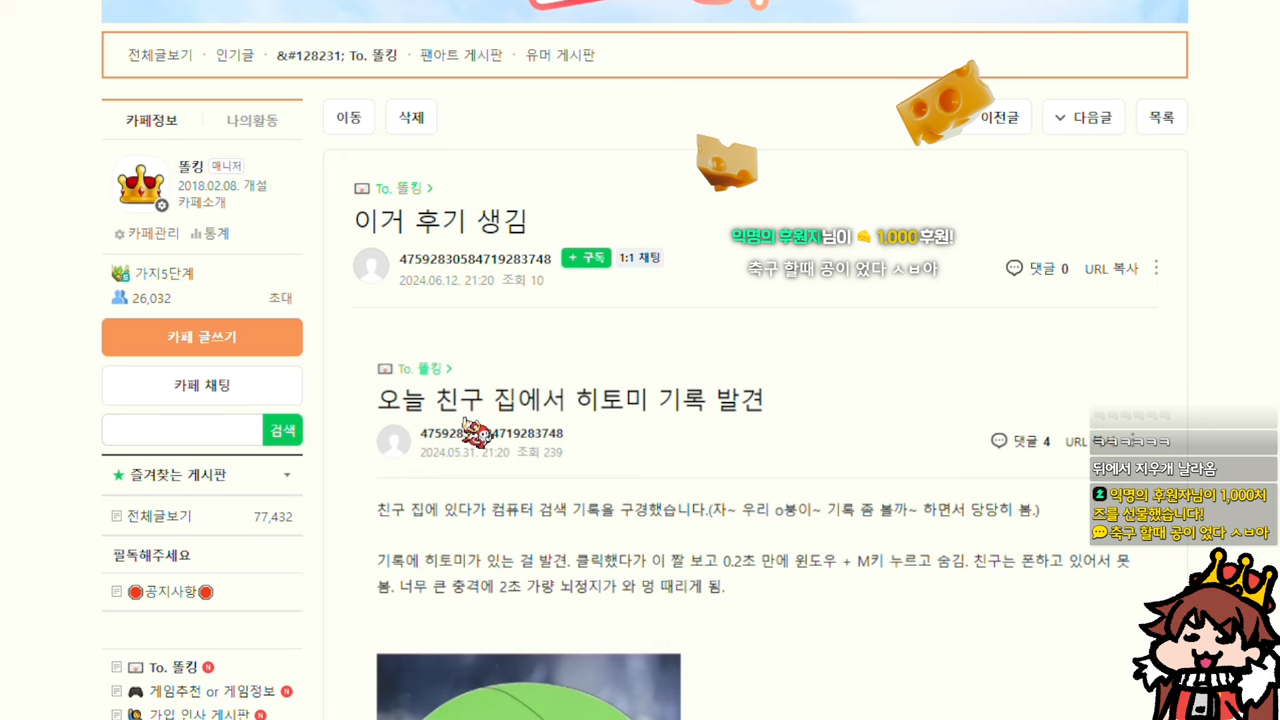 전체글보기 · 인기글 · &#128231; To. 똘킹 · 팬아트 게시판 · 유머 게시판
카페정보 나의활동
이동 삭제
이전글 다음글 목록
똘킹 매니저
2018.02.08. 개설
카페소개
카페관리 통계
가지5단계
26,032 초대
카페 글쓰기
카페 채팅
검색
★ 즐겨찾는 게시판
전체글보기 77,432
필독해주세요
공지사항
To. 똘킹 N
게임추천 or 게임정보 N
가입 인사 게시판 N
To. 똘킹 >
이거 후기 생김
47592830584719283748 + 구독 1:1 채팅
2024.06.12. 21:20 조회 10
댓글 0 URL 복사
익명의 후원자님이 1,000 후원!
축구 할때 공이 없다 ㅅㅂ아
To. 똘킹 >
오늘 친구 집에서 히토미 기록 발견
47592 4719283748
2024.05.31. 21:20 조회 239
댓글 4 URL
친구 집에 있다가 컴퓨터 검색 기록을 구경했습니다.(자~ 우리 o붕이~ 기록 좀 볼까~ 하면서 당당히 봄.)
기록에 히토미가 있는 걸 발견. 클릭했다가 이 짤 보고 0.2초 만에 윈도우 + M키 누르고 숨김. 친구는 폰하고 있어서 못
봄. 너무 큰 충격에 2초 가량 뇌정지가 와 멍 때리게 됨.
ㅋㅋㅋㅋㅋㅋ
뒤에서 지우개 날라옴
익명의 후원자님이 1,000치
즈를 선물했습니다!
축구 할때 공이 없다 ㅅㅂ아